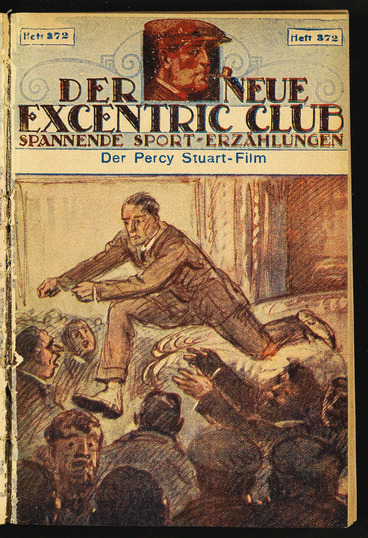 Heft 372
Heft 372
DER NEUE
EXCENTRIC CLUB
SPANNENDE SPORT-ERZÄHLUNGEN
Der Percy Stuart-Film